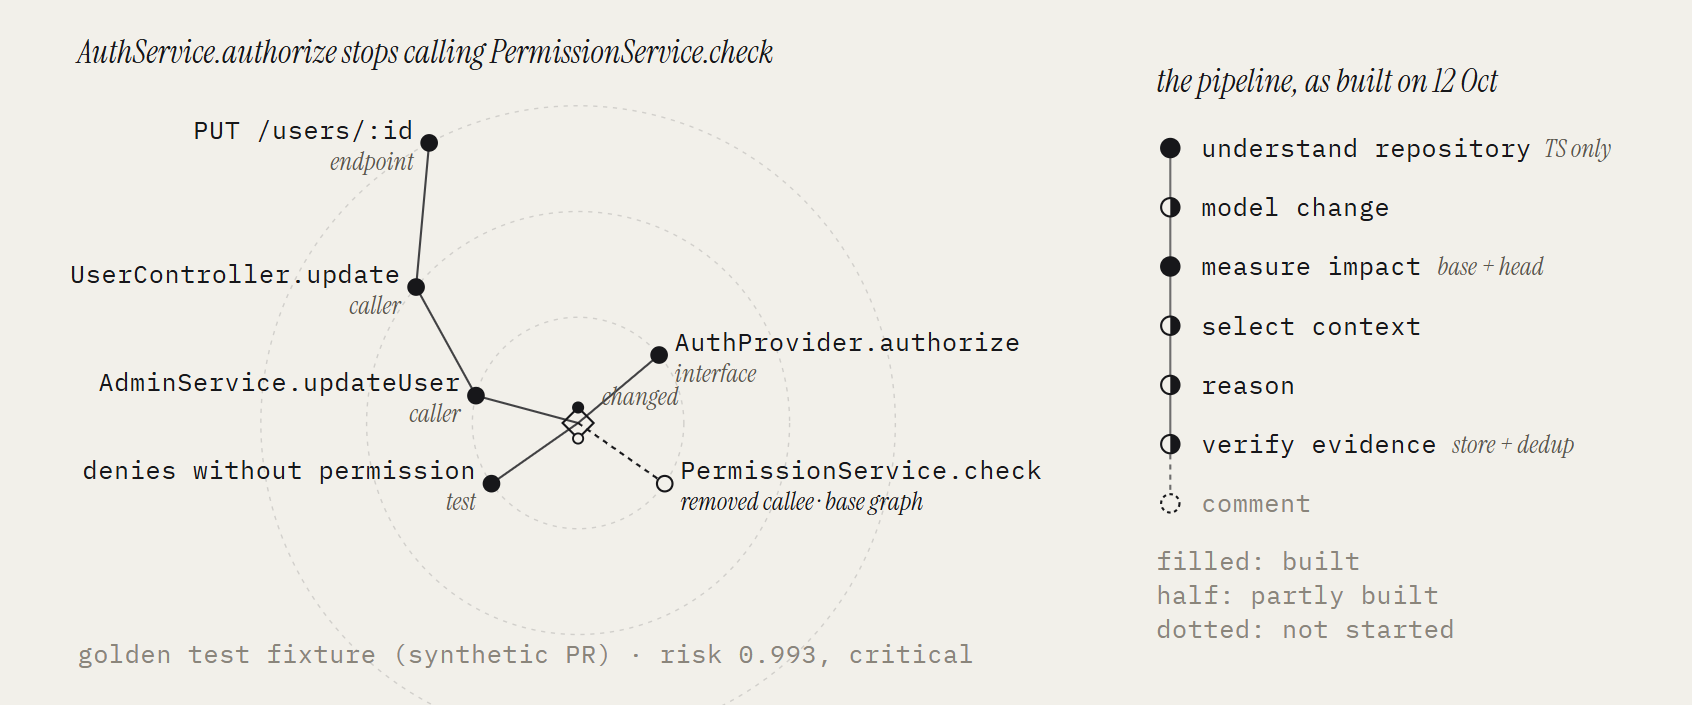 AuthService.authorize stops calling PermissionService.check
PUT /users/:id
endpoint
UserController.update
caller
AuthProvider.authorize
interface
changed
AdminService.updateUser
caller
denies without permission
test
PermissionService.check
removed callee · base graph
golden test fixture (synthetic PR) · risk 0.993, critical
the pipeline, as built on 12 Oct
understand repository TS only
model change
measure impact base + head
select context
reason
verify evidence store + dedup
comment
filled: built
half: partly built
dotted: not started